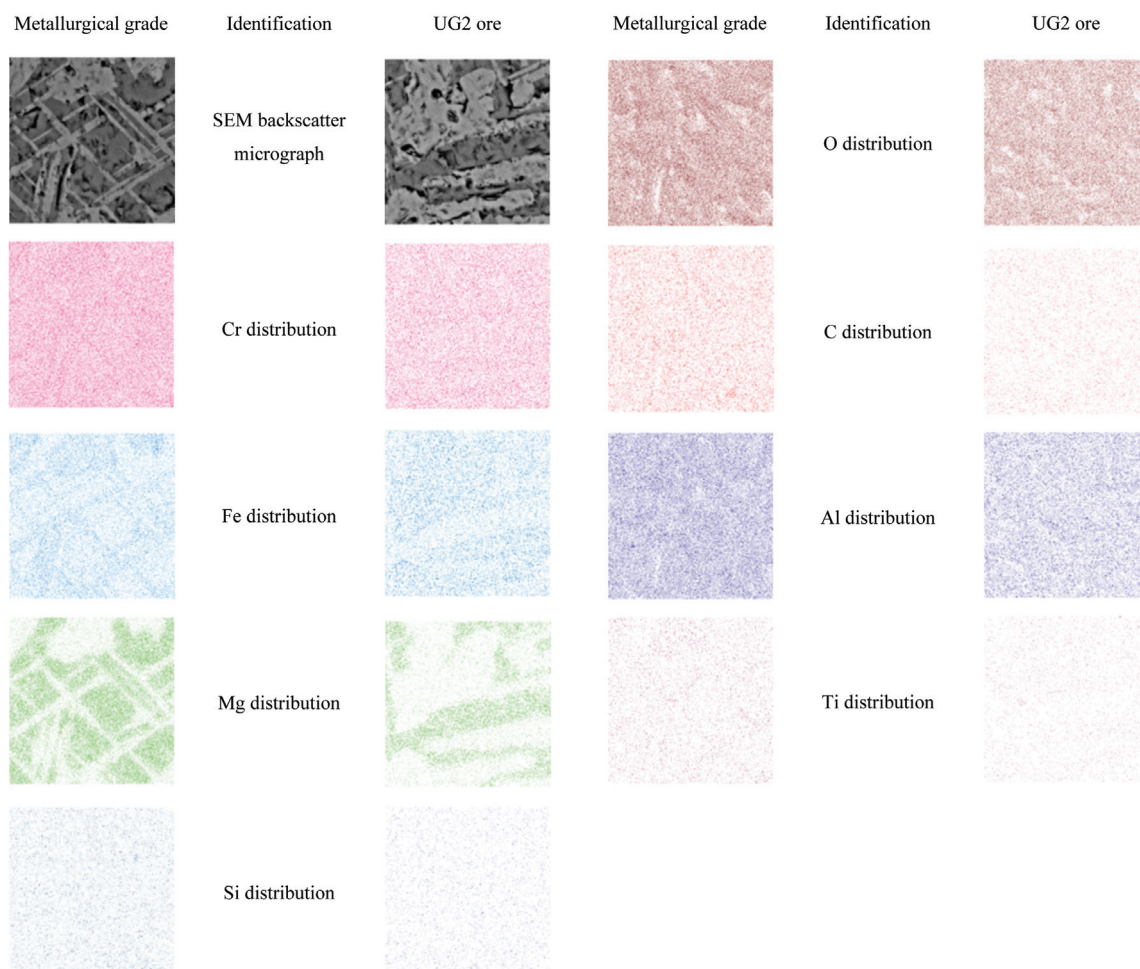 Metallurgical grade
Identification
UG2 ore
Metallurgical grade
Identification
UG2 ore
SEM backscatter
micrograph
O distribution
Cr distribution
C distribution
Fe distribution
Al distribution
Mg distribution
Ti distribution
Si distribution